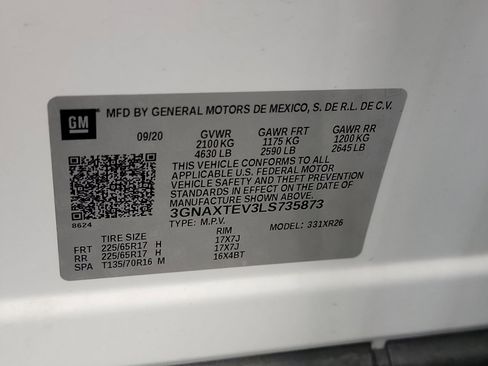 GM
MFD BY GENERAL MOTORS DE MEXICO, S. DE R.L. DE C.V.
09/20 GVWR GAWR FRT GAWR RR
2100 KG 1175 KG 1200 KG
4630 LB 2590 LB 2645 LB
THIS VEHICLE CONFORMS TO ALL
APPLICABLE U.S. FEDERAL MOTOR
VEHICLE SAFETY, BUMPER, AND THEFT PREVENTION
STANDARDS IN EFFECT ON THE DATE OF
MANUFACTURE SHOWN ABOVE.
3GNAXTEV3LS735873
8624
TYPE: M.P.V. MODEL: 331XR26
TIRE SIZE RIM
FRT 225/65R17 H 17X7J
RR 225/65R17 H 17X7J
SPA T135/70R16 M 16X4BT